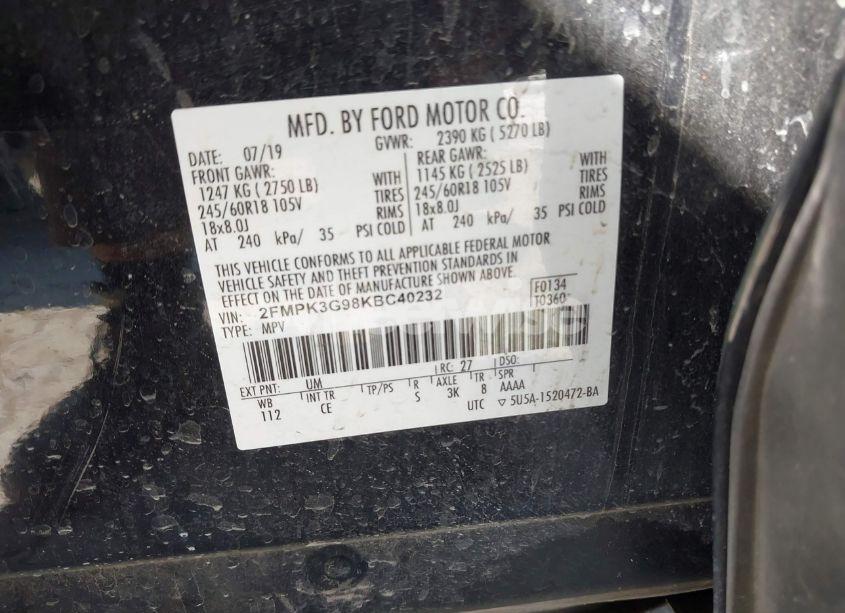 MFD. BY FORD MOTOR CO.
DATE: 07/19 GVWR: 2390 KG ( 5270 LB)
FRONT GAWR: REAR GAWR:
1247 KG ( 2750 LB) WITH 1145 KG ( 2525 LB) WITH
245/60R18 105V TIRES 245/60R18 105V TIRES
18x8.0J RIMS 18x8.0J RIMS
AT 240 kPa/ 35 PSI COLD AT 240 kPa/ 35 PSI COLD
THIS VEHICLE CONFORMS TO ALL APPLICABLE FEDERAL MOTOR
VEHICLE SAFETY AND THEFT PREVENTION STANDARDS IN
EFFECT ON THE DATE OF MANUFACTURE SHOWN ABOVE.
VIN: 2FMPK3G98KBC40232 F0134
TYPE: MPV T0360
EXT PNT: UM RC: 27 DSO:
WB INT TR TP/PS R AXLE TR SPR
112 CE S 3K 8 AAAA
UTC ▽ 5U5A-1520472-BA